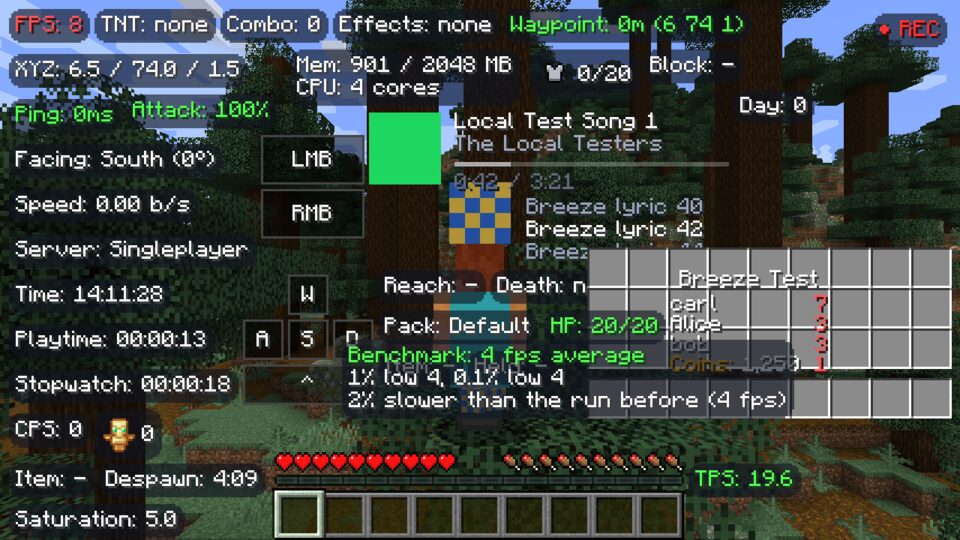 FPS: 8
TNT: none
Combo: 0
Effects: none
Waypoint: 0m (6 74 1)
REC
XYZ: 6.5 / 74.0 / 1.5
Mem: 901 / 2048 MB
CPU: 4 cores
0/20
Block: -
Day: 0
Ping: 0ms
Attack: 100%
Local Test Song 1
The Local Testers
0:42 / 3:21
Facing: South (0°)
LMB
Speed: 0.00 b/s
RMB
Breeze lyric 40
Breeze lyric 42
Breeze
Server: Singleplayer
Time: 14:11:28
W
Reach: -
Death: n
Breeze Test
carl 7
Alice 3
bob 3
Coins: 1,250 1
Pack: Default
HP: 20/20
Playtime: 00:00:13
A
S
D
Benchmark: 4 fps average
1% low 4, 0.1% low 4
2% slower than the run before (4 fps)
Stopwatch: 00:00:18
^
CPS: 0
0
Item: -
Despawn: 4:09
TPS: 19.6
Saturation: 5.0